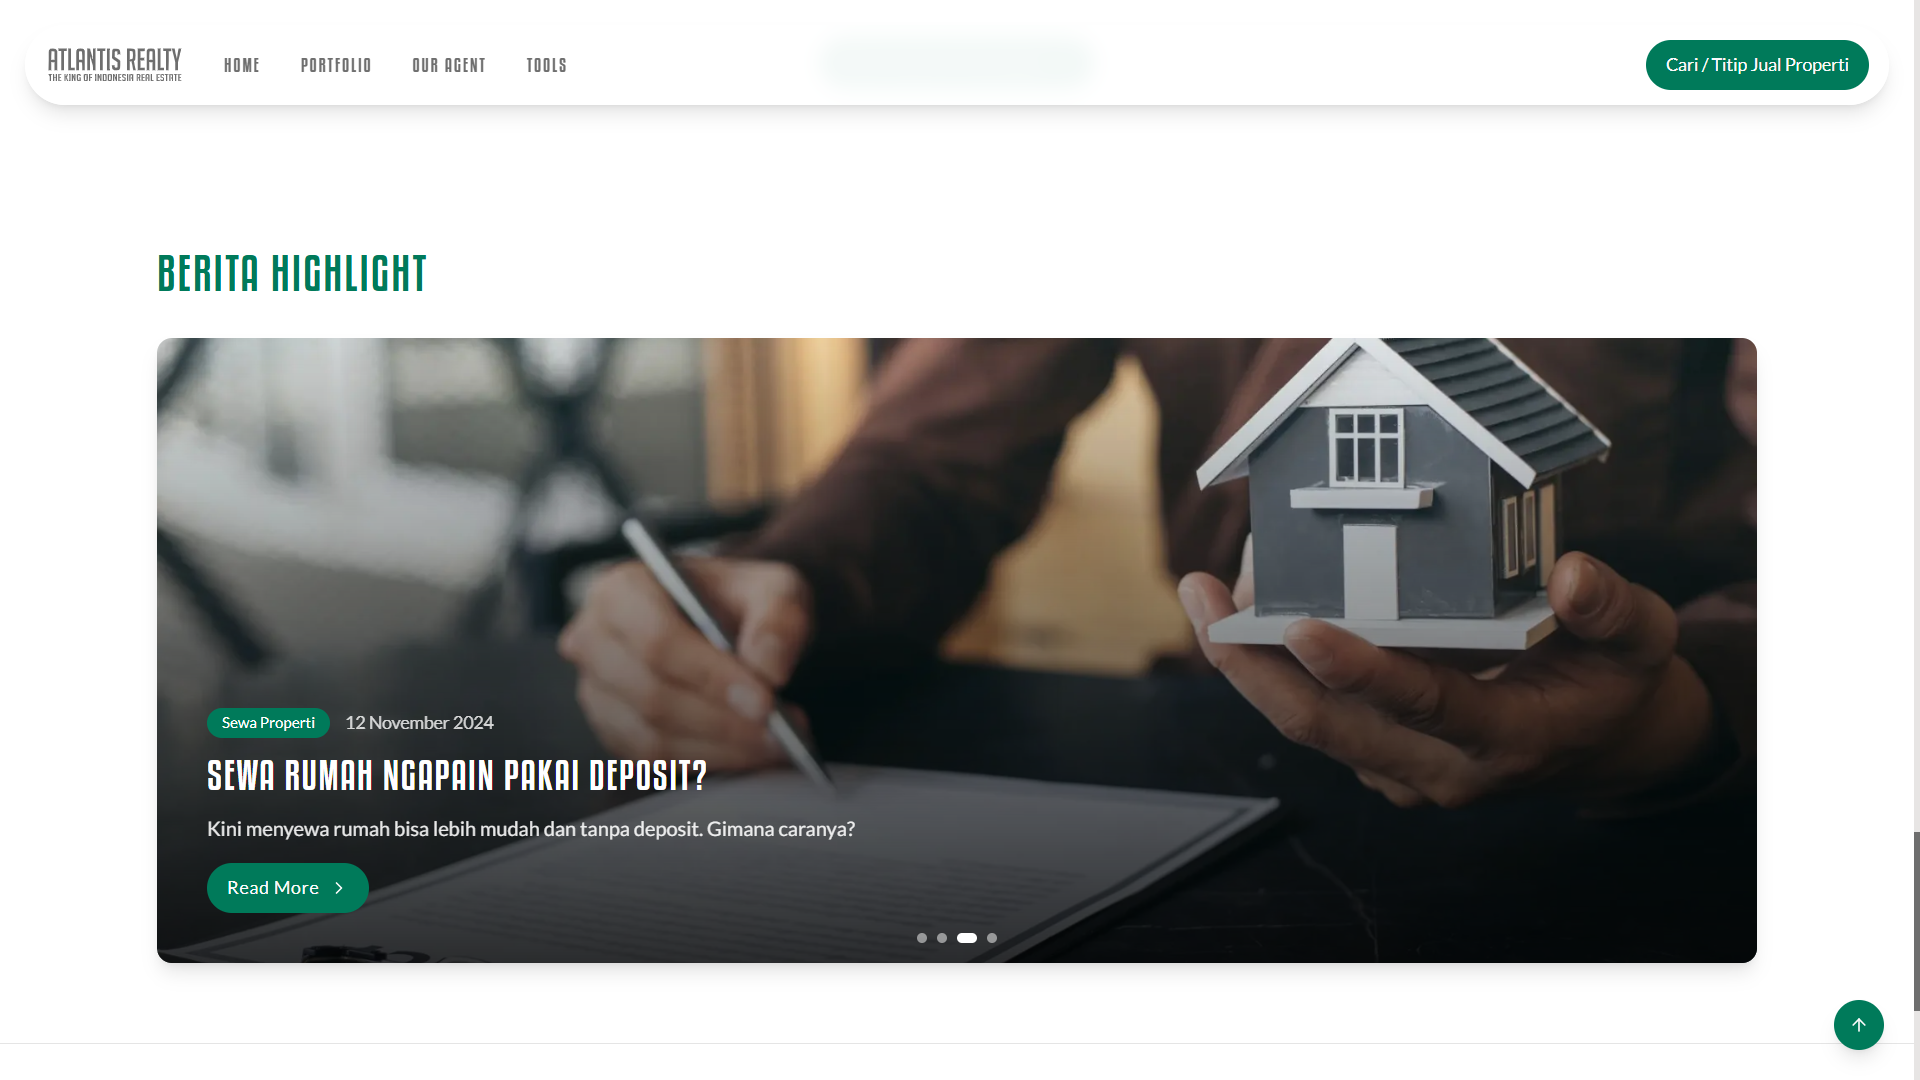 ATLANTIS REALTY
THE KING OF INDONESIA REAL ESTATE
HOME
PORTFOLIO
OUR AGENT
TOOLS
Cari / Titip Jual Properti
BERITA HIGHLIGHT
Sewa Properti
12 November 2024
SEWA RUMAH NGAPAIN PAKAI DEPOSIT?
Kini menyewa rumah bisa lebih mudah dan tanpa deposit. Gimana caranya?
Read More